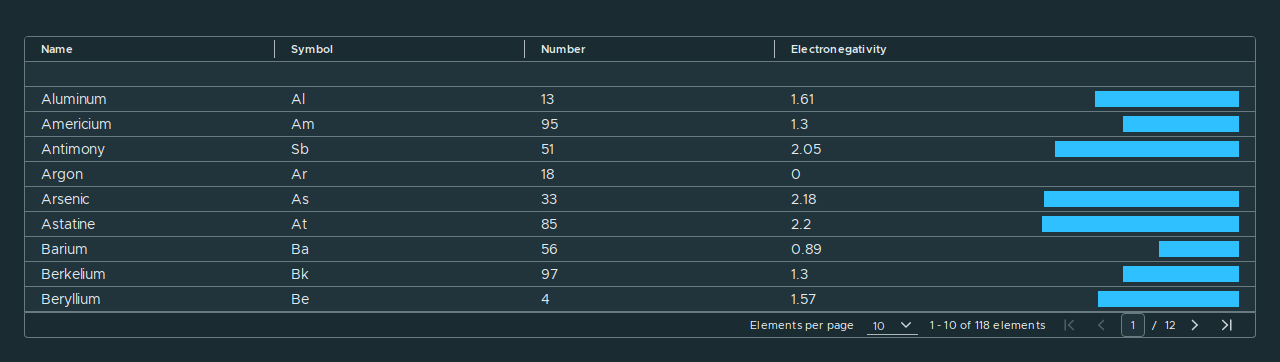 Name Symbol Number Electronegativity
Aluminum Al 13 1.61
Americium Am 95 1.3
Antimony Sb 51 2.05
Argon Ar 18 0
Arsenic As 33 2.18
Astatine At 85 2.2
Barium Ba 56 0.89
Berkelium Bk 97 1.3
Beryllium Be 4 1.57
Elements per page 10 1 - 10 of 118 elements 1 / 12